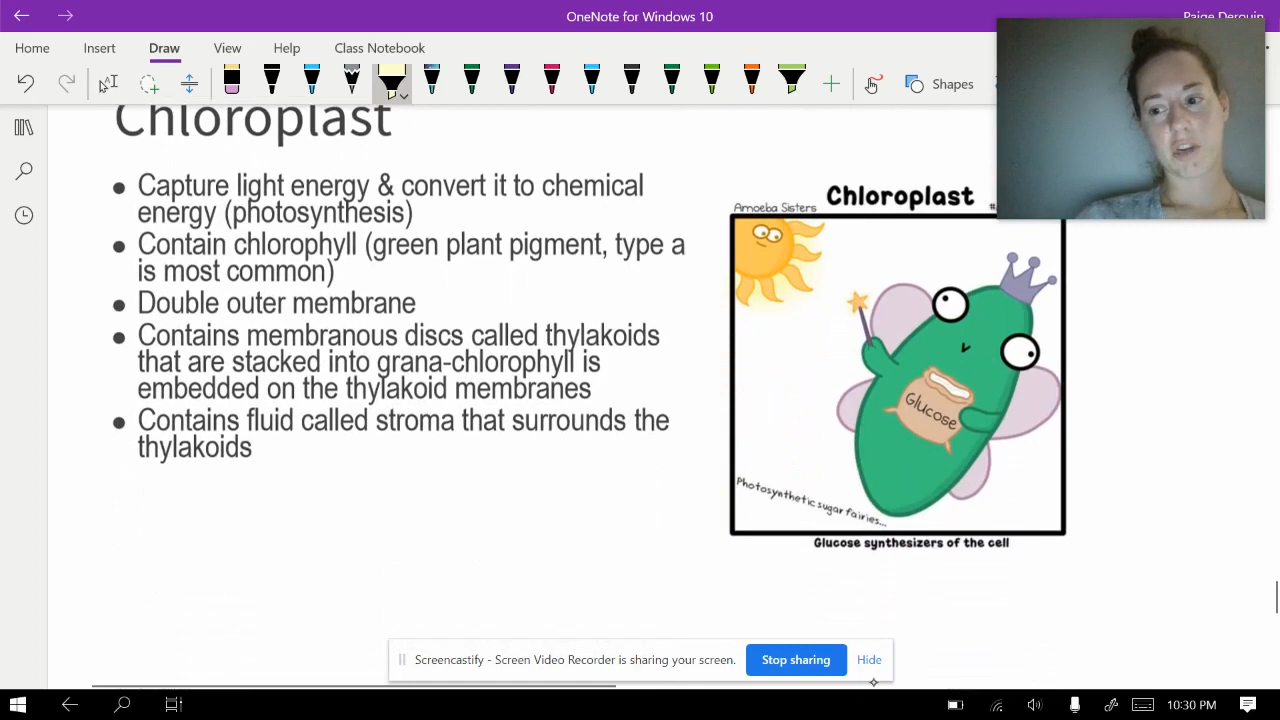 OneNote for Windows 10
Paige Derouin
Home Insert Draw View Help Class Notebook
Shapes
Chloroplast
• Capture light energy & convert it to chemical
energy (photosynthesis)
• Contain chlorophyll (green plant pigment, type a
is most common)
• Double outer membrane
• Contains membranous discs called thylakoids
that are stacked into grana-chlorophyll is
embedded on the thylakoid membranes
• Contains fluid called stroma that surrounds the
thylakoids
Chloroplast
Amoeba Sisters
Glucose
Photosynthetic sugar fairies...
Glucose synthesizers of the cell
Screencastify - Screen Video Recorder is sharing your screen.
Stop sharing
Hide
10:30 PM